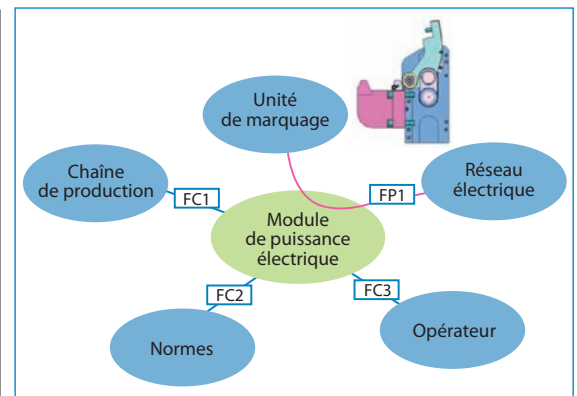 Unité
de marquage
Chaîne
de production
FC1
Réseau
électrique
FP1
Module
de puissance
électrique
FC2
FC3
Normes
Opérateur